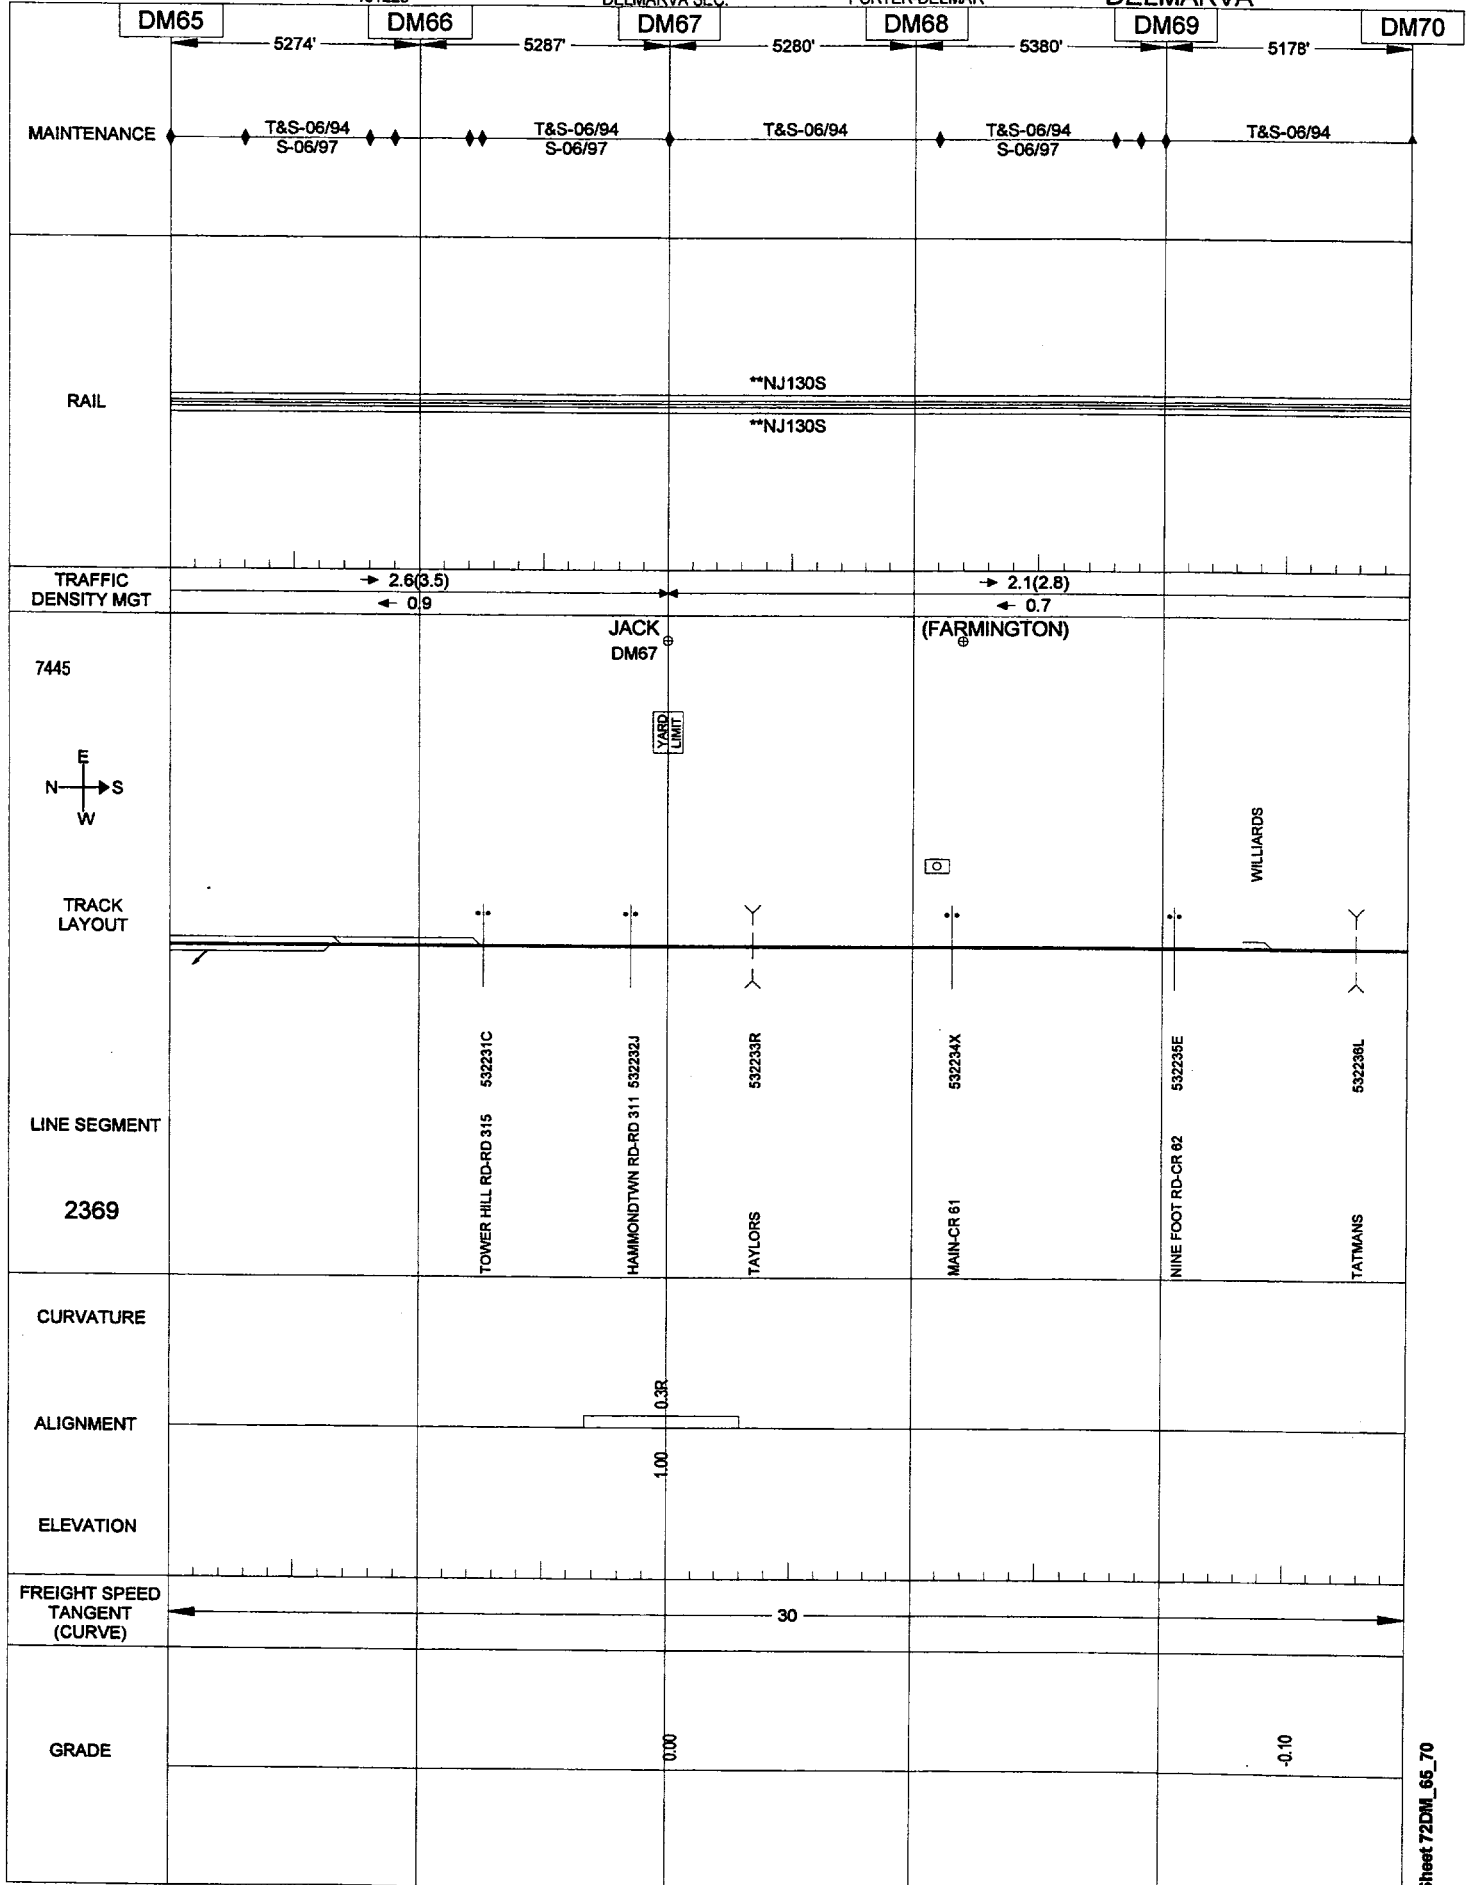 DELMARVA SEC.
PORTER DELMAR
DELMARVA
DM65 DM66 DM67 DM68 DM69 DM70
5274' 5287' 5280' 5380' 5178'
MAINTENANCE
T&S-06/94 T&S-06/94 T&S-06/94 T&S-06/94 T&S-06/94
S-06/97 S-06/97 S-06/97
RAIL
**NJ130S
**NJ130S
TRAFFIC
DENSITY MGT
→ 2.6(3.5) → 2.1(2.8)
← 0.9 ← 0.7
JACK (FARMINGTON)
DM67
7445
YARD
LIMIT
E
N S
W
WILLIARDS
TRACK
LAYOUT
LINE SEGMENT
2369
TOWER HILL RD-RD 315 532231C
HAMMONDTWN RD-RD 311 532232J
TAYLORS 532233R
MAIN-CR 61 532234X
NINE FOOT RD-CR 62 532235E
TATMANS 532236L
CURVATURE
0.3R
ALIGNMENT
1.00
ELEVATION
FREIGHT SPEED
TANGENT
(CURVE)
30
GRADE
0.00
-0.10
Sheet 72DM_65_70